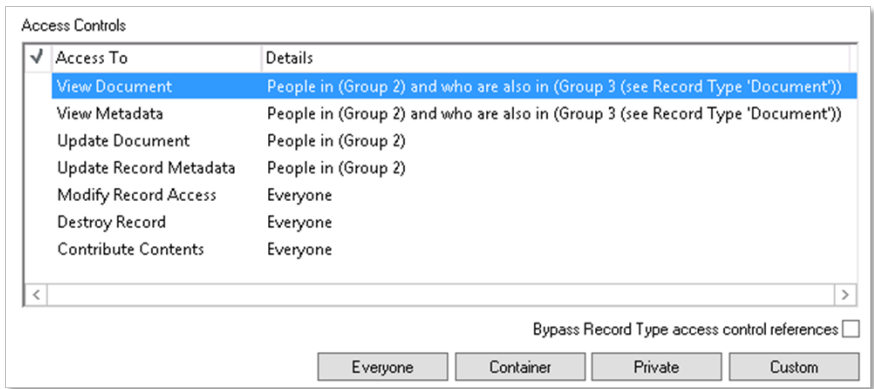 Access Controls
Access To Details
View Document People in (Group 2) and who are also in (Group 3 (see Record Type 'Document'))
View Metadata People in (Group 2) and who are also in (Group 3 (see Record Type 'Document'))
Update Document People in (Group 2)
Update Record Metadata People in (Group 2)
Modify Record Access Everyone
Destroy Record Everyone
Contribute Contents Everyone
Bypass Record Type access control references
Everyone Container Private Custom